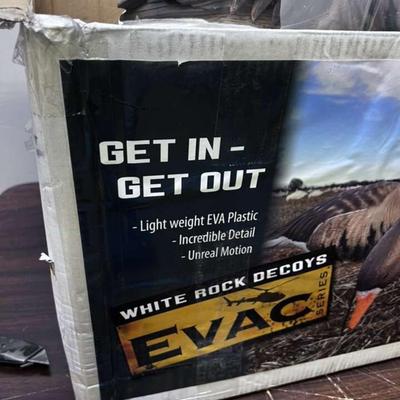 GET IN -
GET OUT
- Light weight EVA Plastic
- Incredible Detail
- Unreal Motion
WHITE ROCK DECOYS
EVAC
SERIES